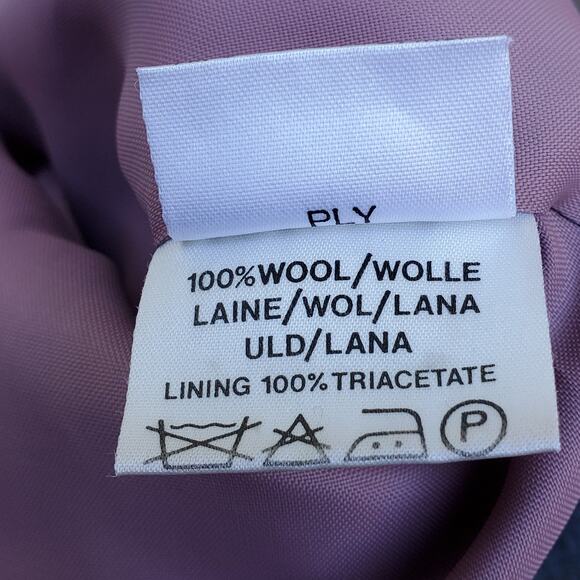 PLY
100%WOOL/WOLLE
LAINE/WOL/LANA
ULD/LANA
LINING 100% TRIACETATE
P